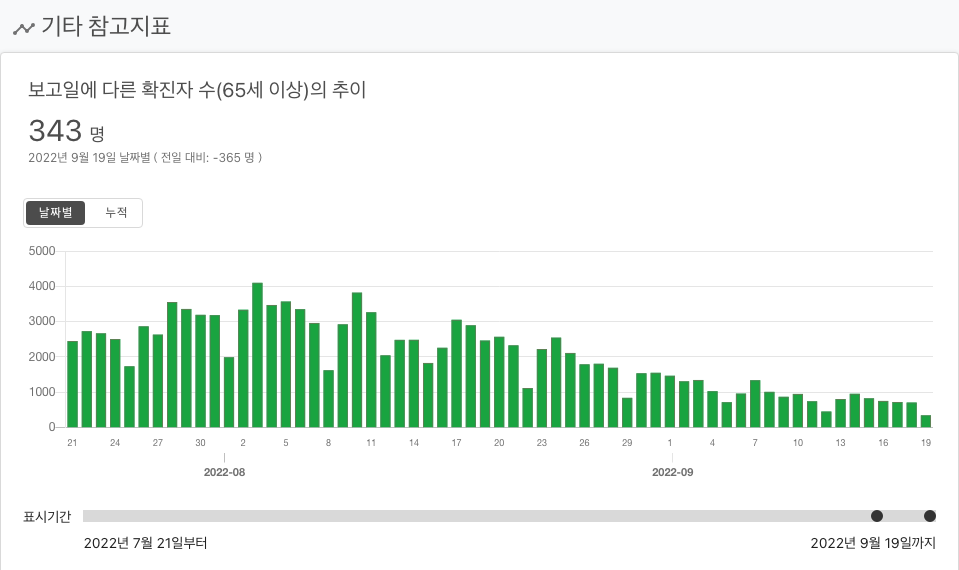 기타 참고지표
보고일에 다른 확진자 수(65세 이상)의 추이
343 명
2022년 9월 19일 날짜별 ( 전일 대비: -365 명 )
날짜별 누적
5000
4000
3000
2000
1000
0
21 24 27 30 2 5 8 11 14 17 20 23 26 29 1 4 7 10 13 16 19
2022-08 2022-09
표시기간
2022년 7월 21일부터 2022년 9월 19일까지